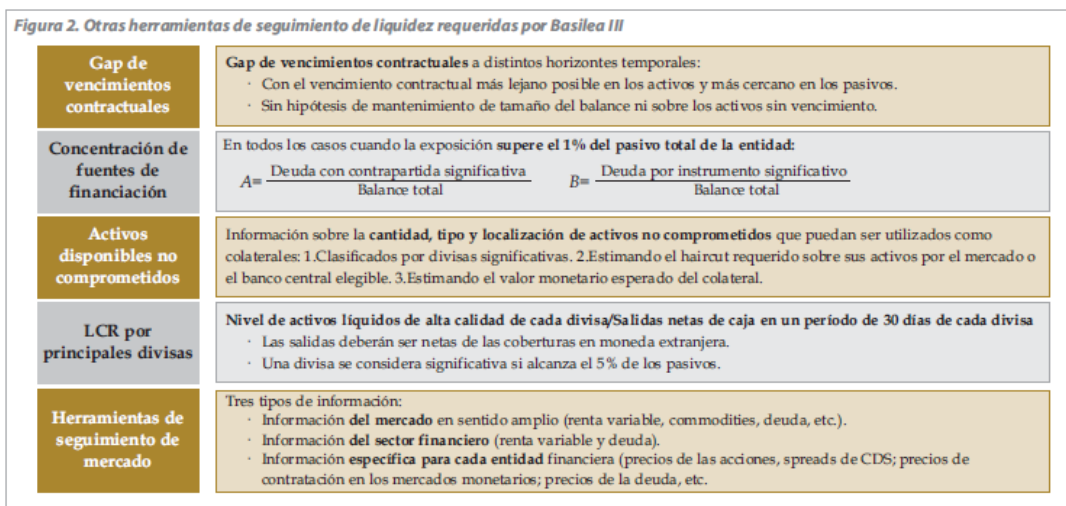 Figura 2. Otras herramientas de seguimiento de liquidez requeridas por Basilea III
Gap de
vencimientos
contractuales
Gap de vencimientos contractuales a distintos horizontes temporales:
· Con el vencimiento contractual más lejano posible en los activos y más cercano en los pasivos.
· Sin hipótesis de mantenimiento de tamaño del balance ni sobre los activos sin vencimiento.
Concentración de
fuentes de
financiación
En todos los casos cuando la exposición supere el 1% del pasivo total de la entidad:
A= Deuda con contrapartida significativa / Balance total
B= Deuda por instrumento significativo / Balance total
Activos
disponibles no
comprometidos
Información sobre la cantidad, tipo y localización de activos no comprometidos que puedan ser utilizados como
colaterales: 1.Clasificados por divisas significativas. 2.Estimando el haircut requerido sobre sus activos por el mercado o
el banco central elegible. 3.Estimando el valor monetario esperado del colateral.
LCR por
principales divisas
Nivel de activos líquidos de alta calidad de cada divisa/Salidas netas de caja en un período de 30 días de cada divisa
· Las salidas deberán ser netas de las coberturas en moneda extranjera.
· Una divisa se considera significativa si alcanza el 5% de los pasivos.
Herramientas de
seguimiento de
mercado
Tres tipos de información:
· Información del mercado en sentido amplio (renta variable, commodities, deuda, etc.).
· Información del sector financiero (renta variable y deuda).
· Información específica para cada entidad financiera (precios de las acciones, spreads de CDS; precios de
contratación en los mercados monetarios; precios de la deuda, etc.